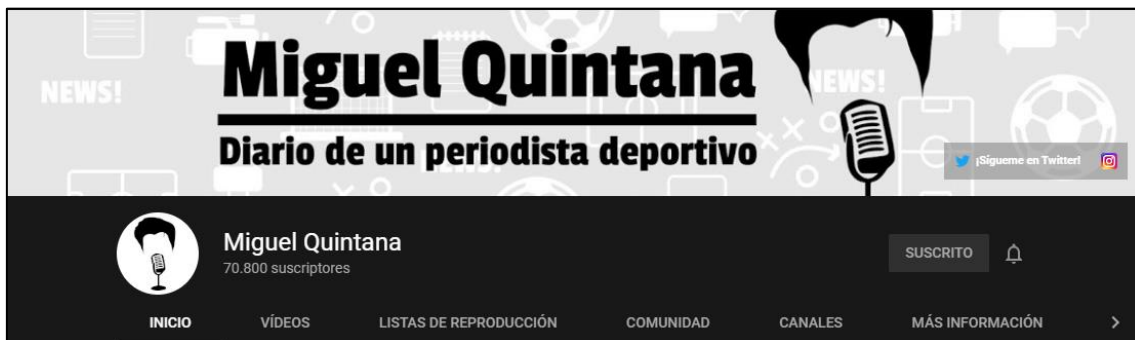 NEWS!
Miguel Quintana
NEWS!
Diario de un periodista deportivo
¡Sígueme en Twitter!
Miguel Quintana
70.800 suscriptores
SUSCRITO
INICIO VÍDEOS LISTAS DE REPRODUCCIÓN COMUNIDAD CANALES MÁS INFORMACIÓN